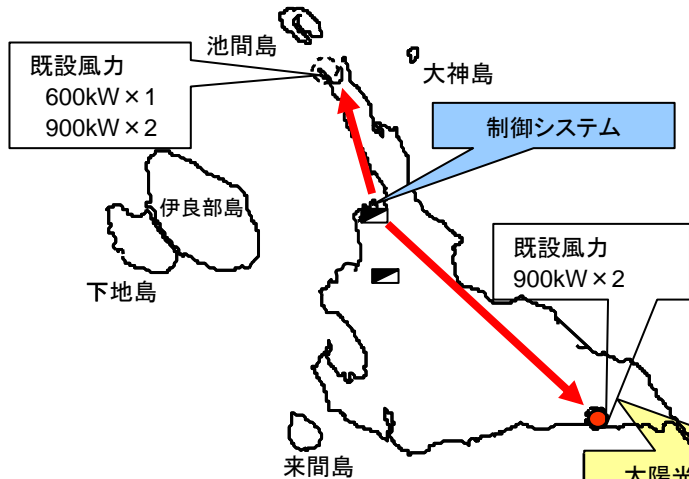 池間島
大神島
既設風力
600kW×1
900kW×2
制御システム
伊良部島
下地島
既設風力
900kW×2
来間島
太陽光